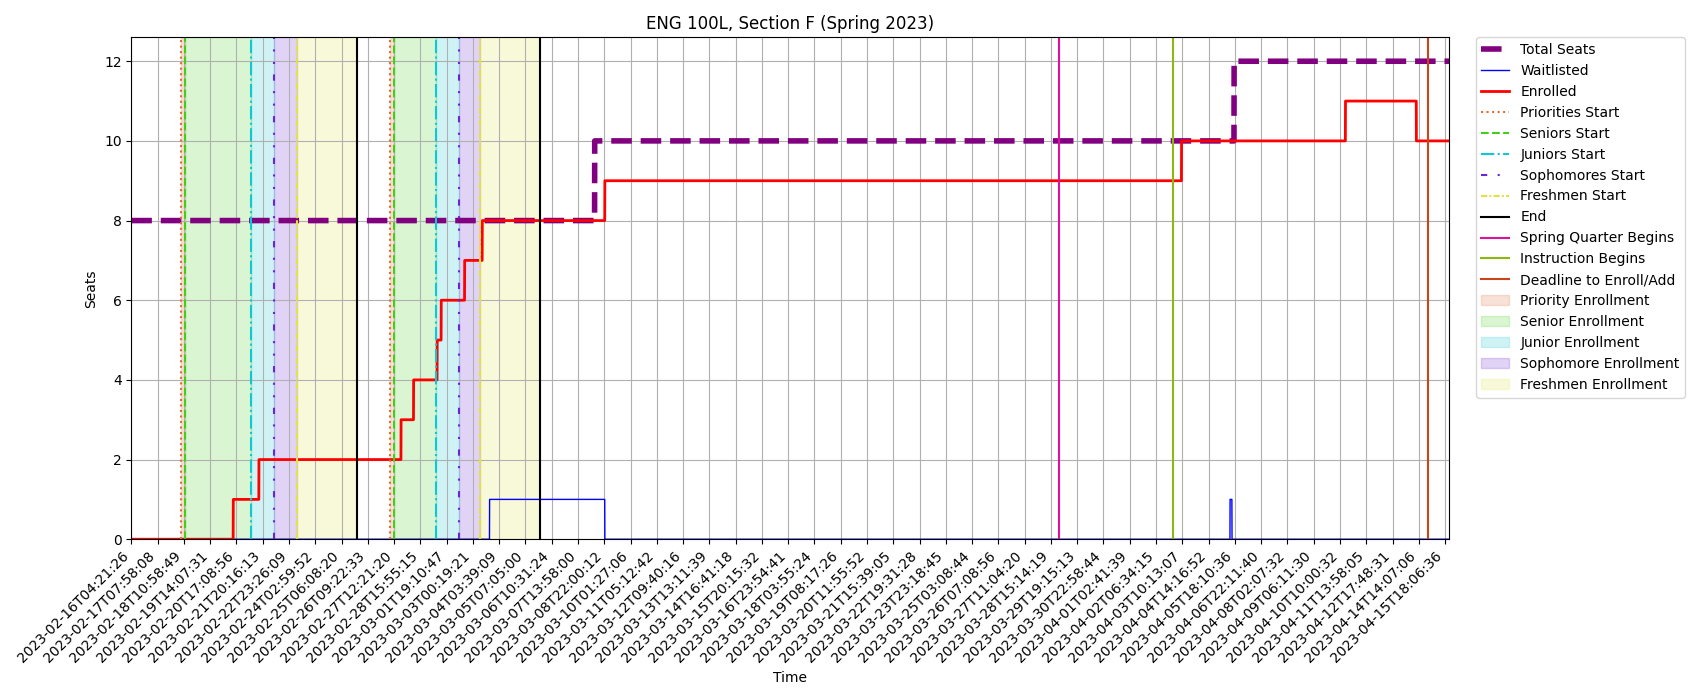 ENG 100L, Section F (Spring 2023)
Seats
12
10
8
6
4
2
0
2023-02-16T04:21:26
2023-02-17T07:58:08
2023-02-18T10:58:49
2023-02-19T14:07:31
2023-02-20T17:08:56
2023-02-21T20:16:13
2023-02-22T23:26:09
2023-02-24T02:59:52
2023-02-25T06:08:20
2023-02-26T09:22:33
2023-02-27T12:21:20
2023-02-28T15:55:15
2023-03-01T19:10:47
2023-03-03T00:19:21
2023-03-04T03:39:39
2023-03-05T07:05:00
2023-03-06T10:31:24
2023-03-07T13:58:00
2023-03-08T22:00:12
2023-03-10T01:27:06
2023-03-11T05:12:42
2023-03-12T09:40:16
2023-03-13T13:11:39
2023-03-14T16:41:18
2023-03-15T20:15:32
2023-03-16T23:54:41
2023-03-18T03:55:24
2023-03-19T08:17:26
2023-03-20T11:55:52
2023-03-21T15:39:05
2023-03-22T19:31:28
2023-03-23T23:18:45
2023-03-25T03:08:44
2023-03-26T07:08:56
2023-03-27T11:04:20
2023-03-28T15:14:19
2023-03-29T19:15:13
2023-03-30T22:58:44
2023-04-01T02:41:39
2023-04-02T06:34:15
2023-04-03T10:13:07
2023-04-04T14:16:52
2023-04-05T18:10:36
2023-04-06T22:11:40
2023-04-08T02:07:32
2023-04-09T06:11:30
2023-04-10T10:00:32
2023-04-11T13:58:05
2023-04-12T17:48:31
2023-04-14T14:07:06
2023-04-15T18:06:36
Time
Total Seats
Waitlisted
Enrolled
Priorities Start
Seniors Start
Juniors Start
Sophomores Start
Freshmen Start
End
Spring Quarter Begins
Instruction Begins
Deadline to Enroll/Add
Priority Enrollment
Senior Enrollment
Junior Enrollment
Sophomore Enrollment
Freshmen Enrollment